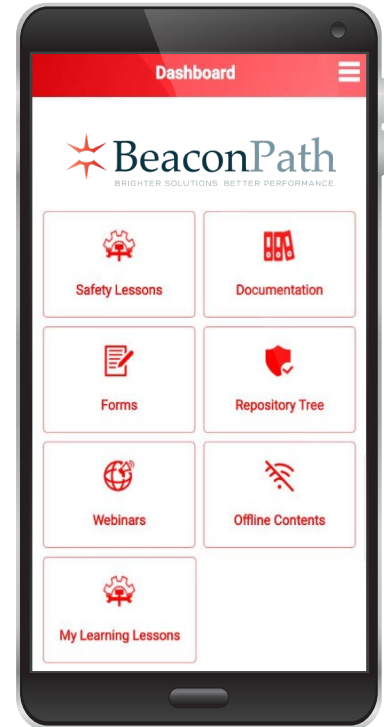 Dashboard
BeaconPath
BRIGHTER SOLUTIONS. BETTER PERFORMANCE.
Safety Lessons
Documentation
Forms
Repository Tree
Webinars
Offline Contents
My Learning Lessons